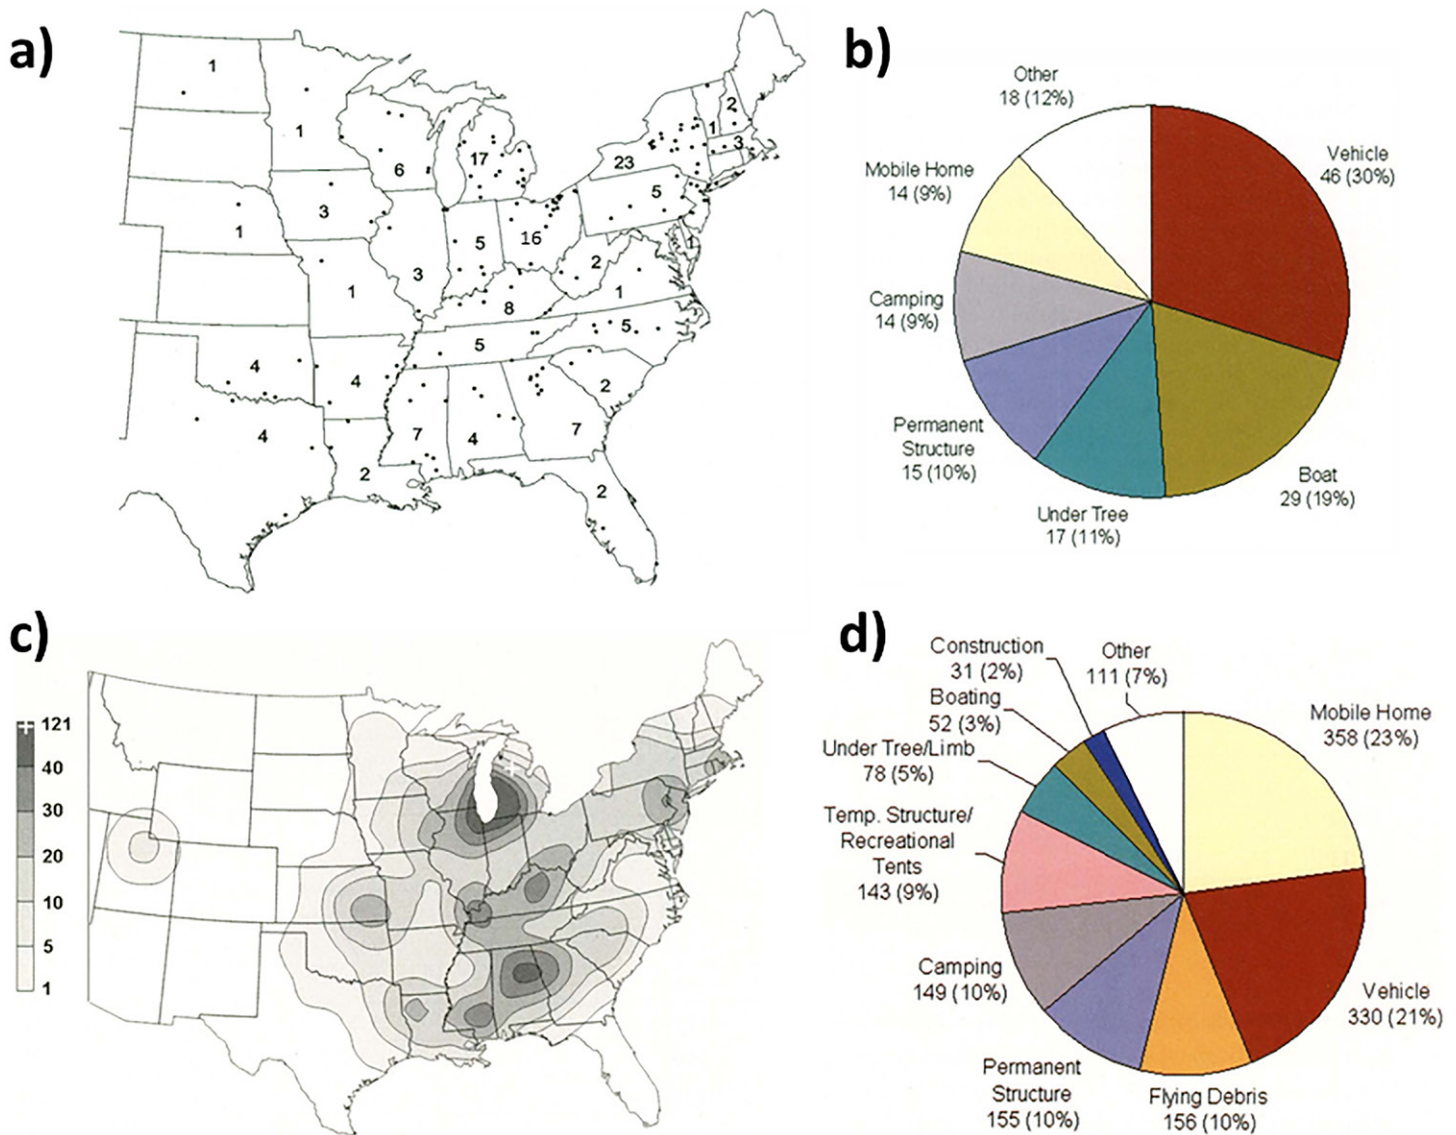 a)
1
1
6
17
23
2
1
3
5
3
1
3
5
16
1
2
1
8
1
5
5
4
4
2
4
7
4
7
2
2
b)
Other
18 (12%)
Vehicle
46 (30%)
Mobile Home
14 (9%)
Camping
14 (9%)
Permanent
Structure
15 (10%)
Under Tree
17 (11%)
Boat
29 (19%)
c)
121
40
30
20
10
5
1
d)
Construction
31 (2%)
Other
111 (7%)
Boating
52 (3%)
Mobile Home
358 (23%)
Under Tree/Limb
78 (5%)
Temp. Structure/
Recreational
Tents
143 (9%)
Camping
149 (10%)
Vehicle
330 (21%)
Permanent
Structure
155 (10%)
Flying Debris
156 (10%)